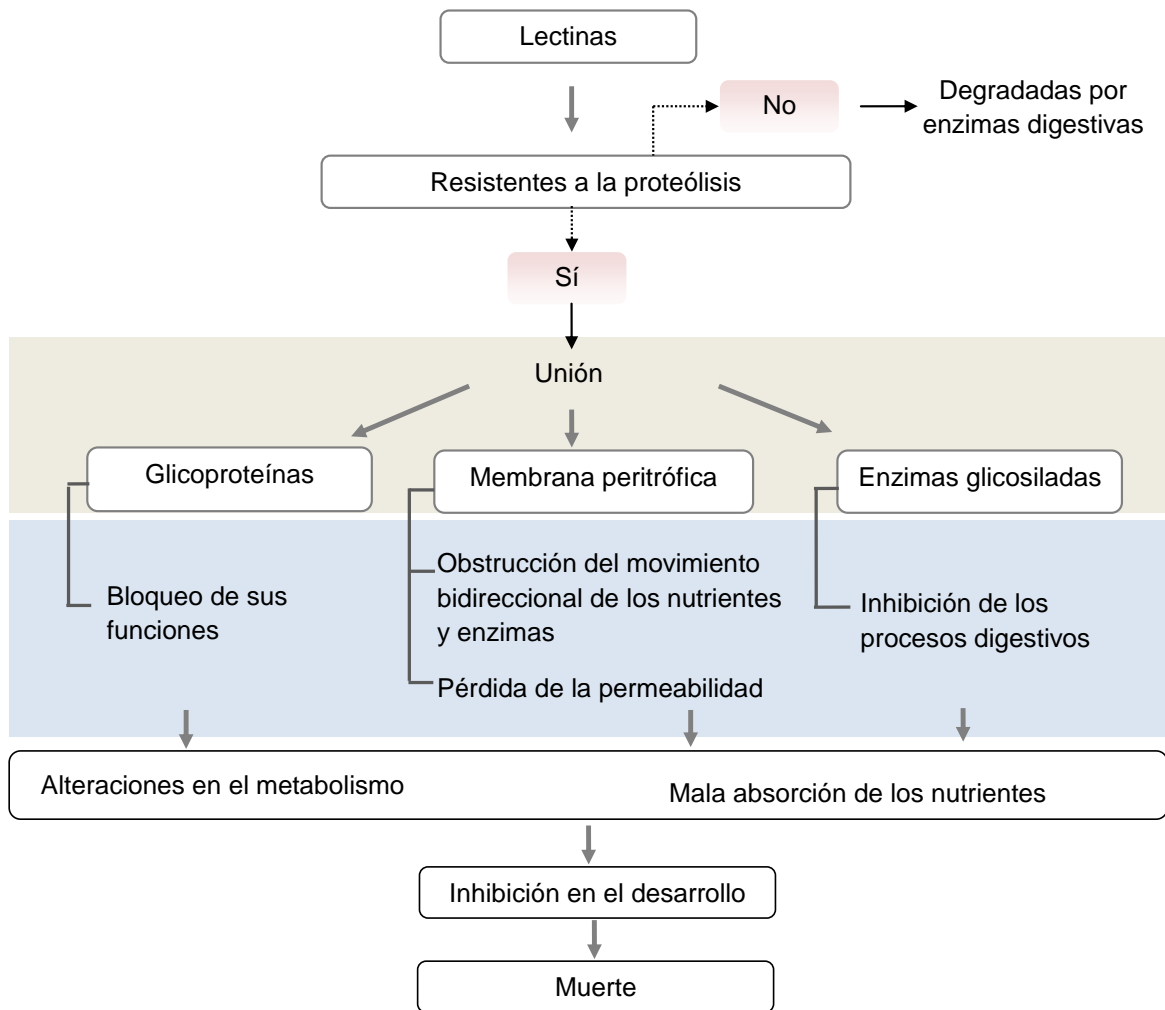 Lectinas
No
Degradadas por
enzimas digestivas
Resistentes a la proteólisis
Sí
Unión
Glicoproteínas
Membrana peritrófica
Enzimas glicosiladas
Bloqueo de sus
funciones
Obstrucción del movimiento
bidireccional de los nutrientes
y enzimas
Pérdida de la permeabilidad
Inhibición de los
procesos digestivos
Alteraciones en el metabolismo
Mala absorción de los nutrientes
Inhibición en el desarrollo
Muerte